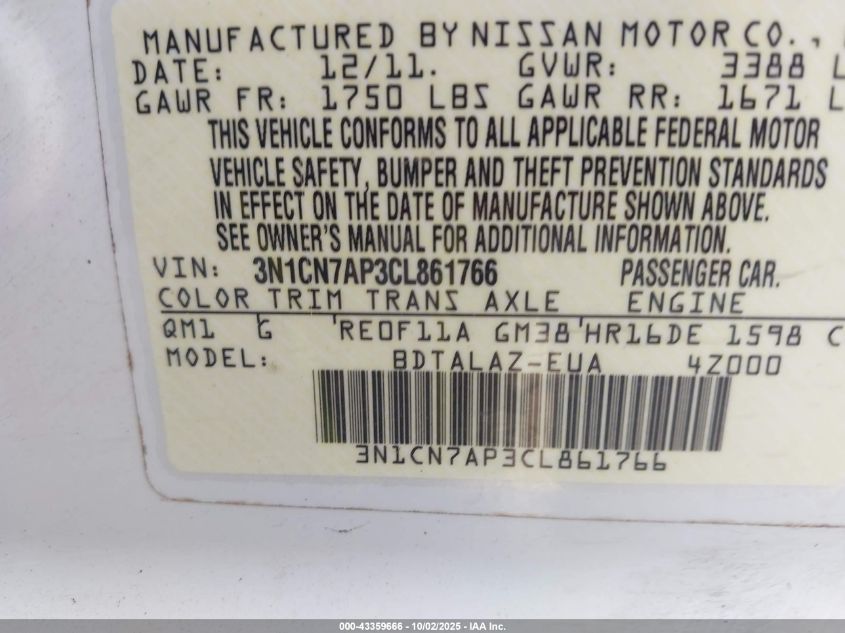 MANUFACTURED BY NISSAN MOTOR CO.,
DATE: 12/11. GVWR: 3388 L
GAWR FR: 1750 LBS GAWR RR: 1671 L
THIS VEHICLE CONFORMS TO ALL APPLICABLE FEDERAL MOTOR
VEHICLE SAFETY, BUMPER AND THEFT PREVENTION STANDARDS
IN EFFECT ON THE DATE OF MANUFACTURE SHOWN ABOVE.
SEE OWNER'S MANUAL FOR ADDITIONAL INFORMATION.
VIN: 3N1CN7AP3CL861766 PASSENGER CAR.
COLOR TRIM TRANS AXLE ENGINE
QM1 G RE0F11A GM38 HR16DE 1598 C
MODEL: BDTALAZ-EUA 4Z000
3N1CN7AP3CL861766
000-43359666 - 10/02/2025 - IAA Inc.